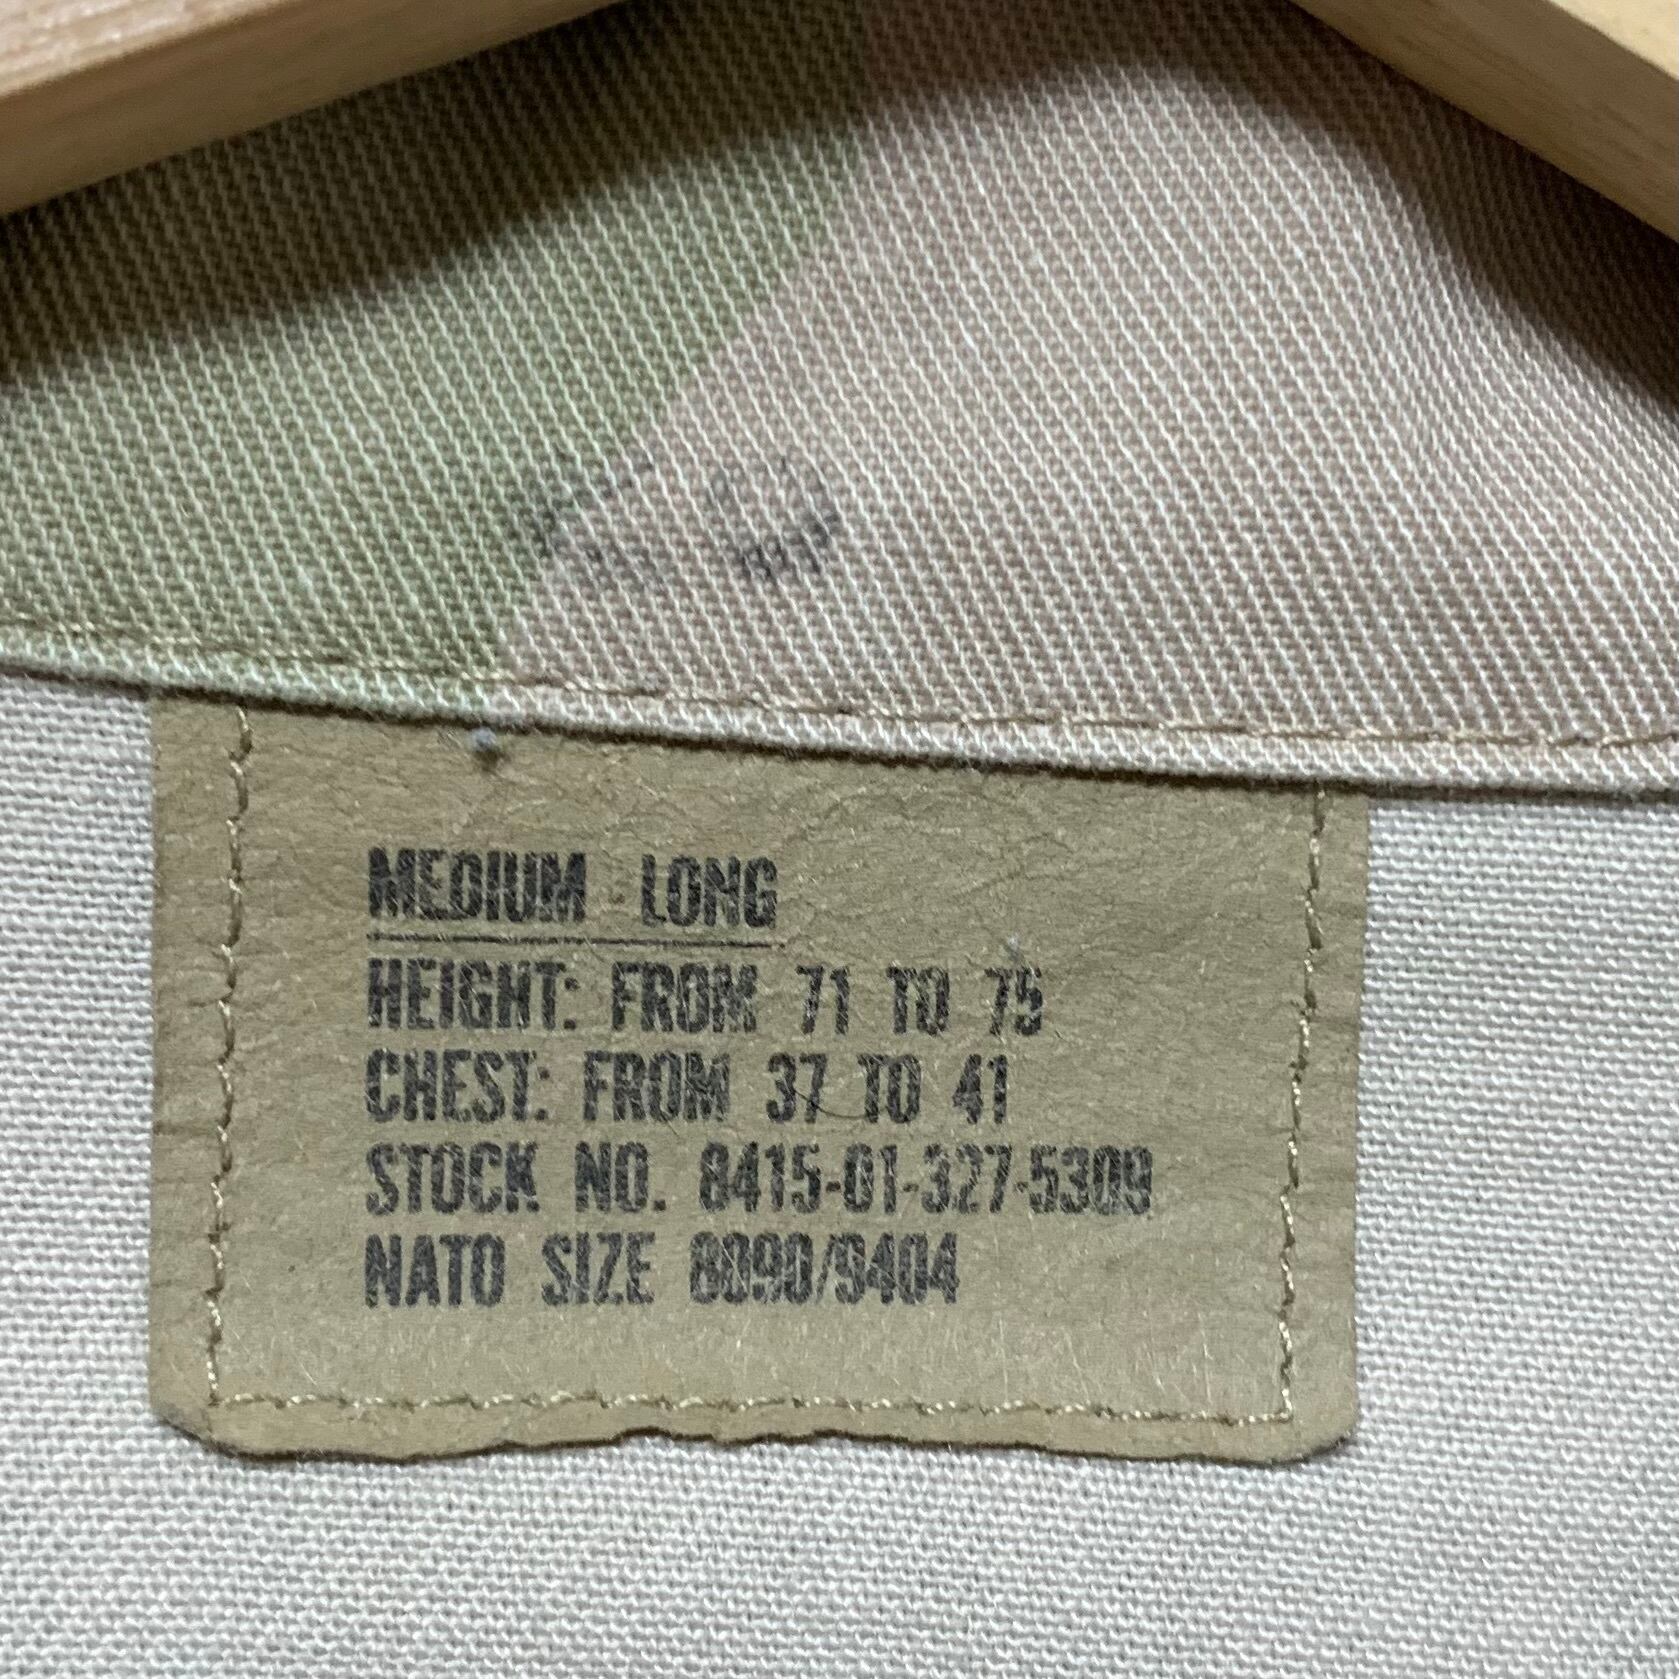 MEDIUM LONG
HEIGHT: FROM 71 TO 75
CHEST: FROM 37 TO 41
STOCK NO. 8415-01-327-5309
NATO SIZE 8090/9404